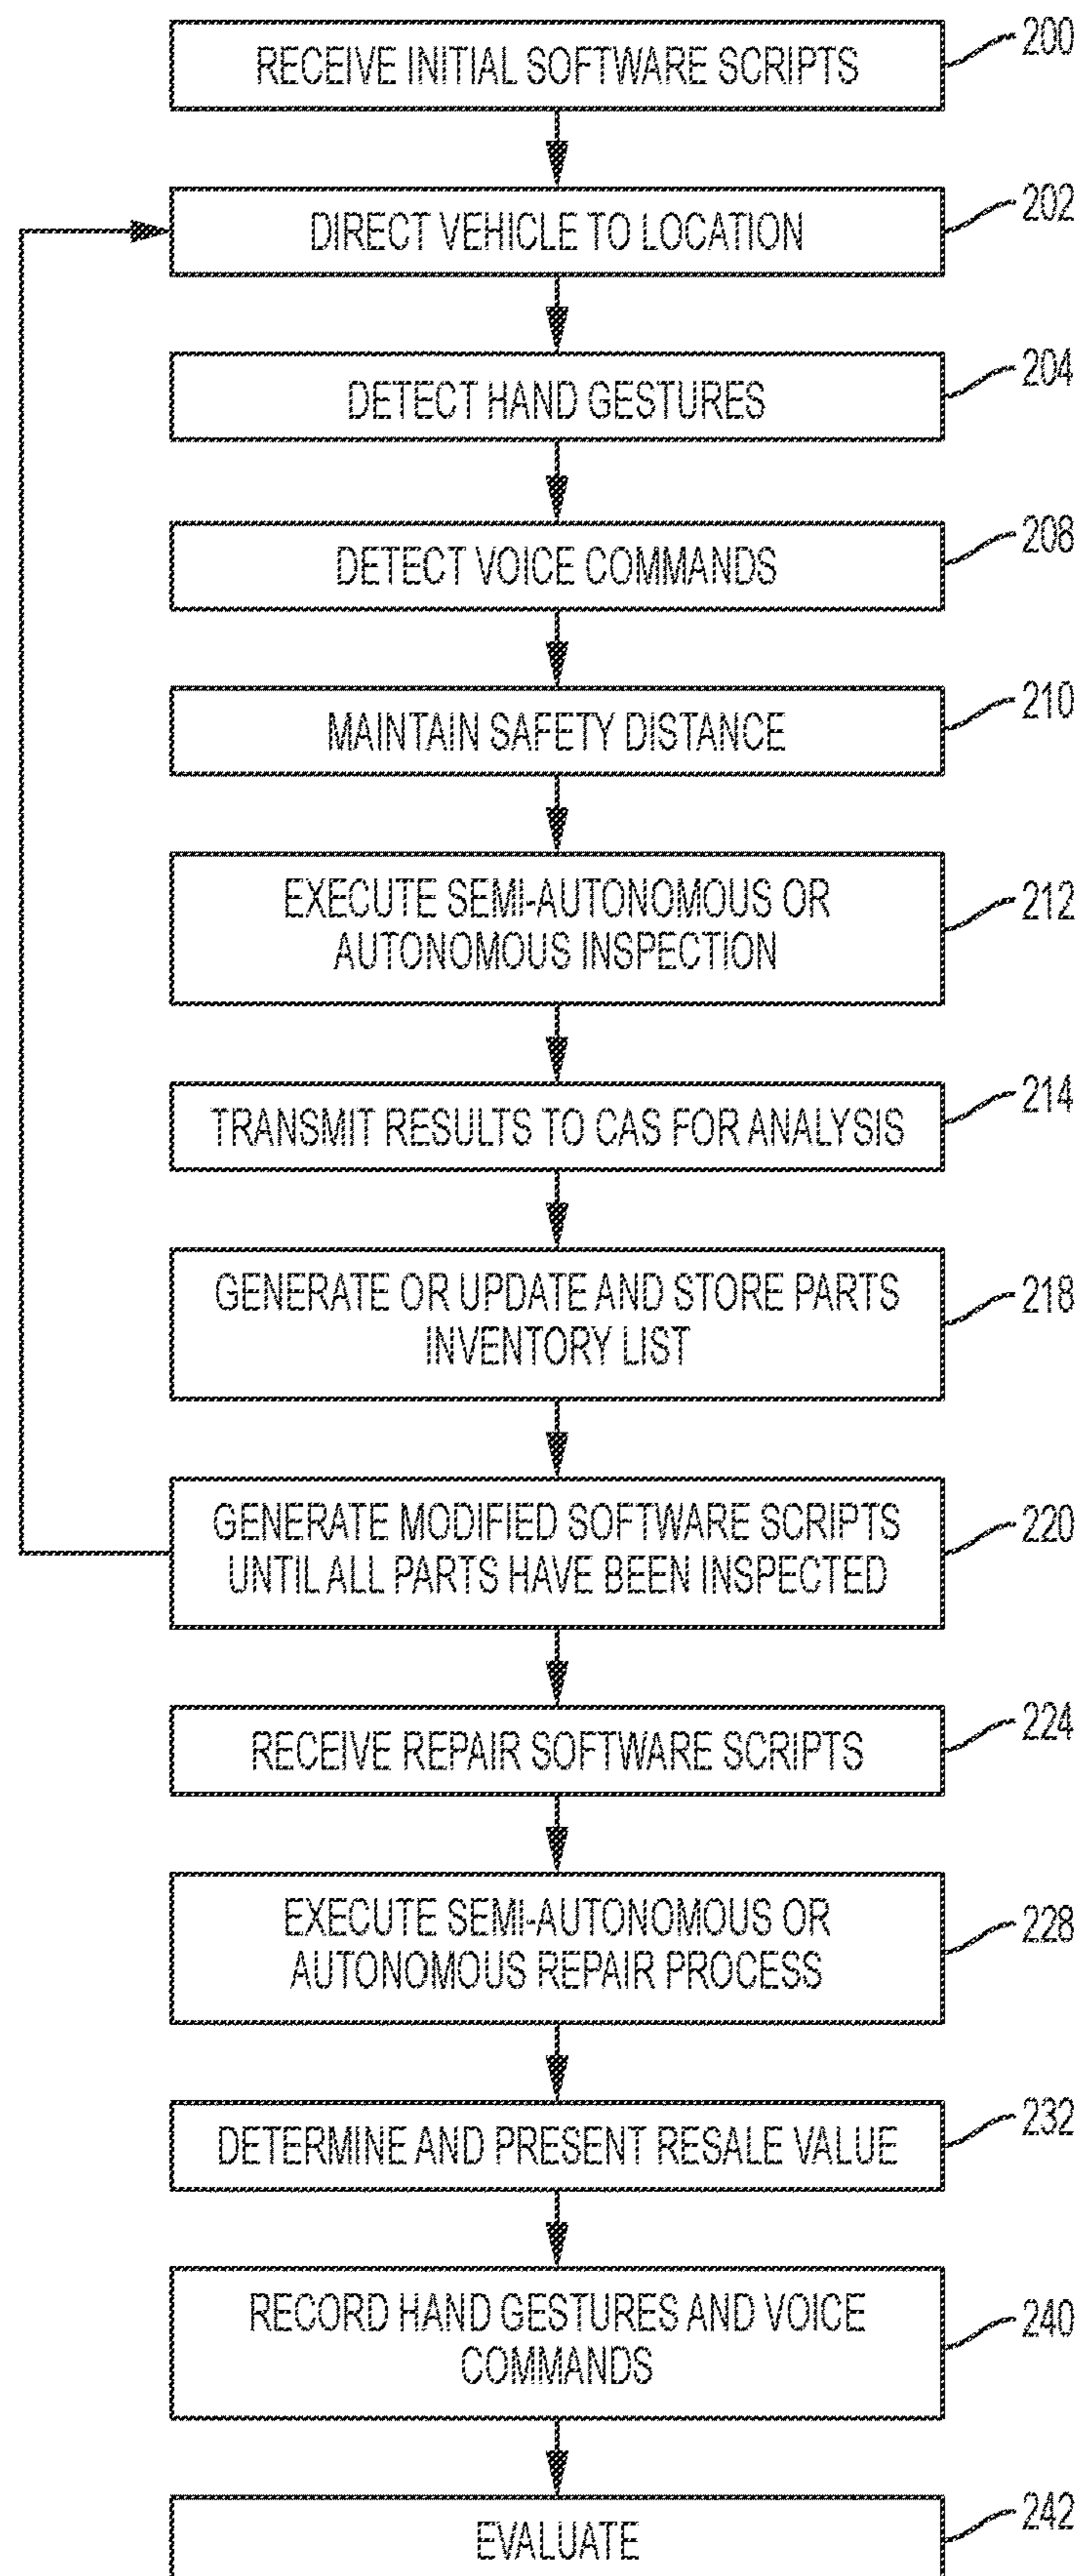 RECEIVE INITIAL SOFTWARE SCRIPTS
200
DIRECT VEHICLE TO LOCATION
202
DETECT HAND GESTURES
204
DETECT VOICE COMMANDS
208
MAINTAIN SAFETY DISTANCE
210
EXECUTE SEMI-AUTONOMOUS OR
AUTONOMOUS INSPECTION
212
TRANSMIT RESULTS TO CAS FOR ANALYSIS
214
GENERATE OR UPDATE AND STORE PARTS
INVENTORY LIST
218
GENERATE MODIFIED SOFTWARE SCRIPTS
UNTIL ALL PARTS HAVE BEEN INSPECTED
220
RECEIVE REPAIR SOFTWARE SCRIPTS
224
EXECUTE SEMI-AUTONOMOUS OR
AUTONOMOUS REPAIR PROCESS
228
DETERMINE AND PRESENT RESALE VALUE
232
RECORD HAND GESTURES AND VOICE
COMMANDS
240
EVALUATE
242